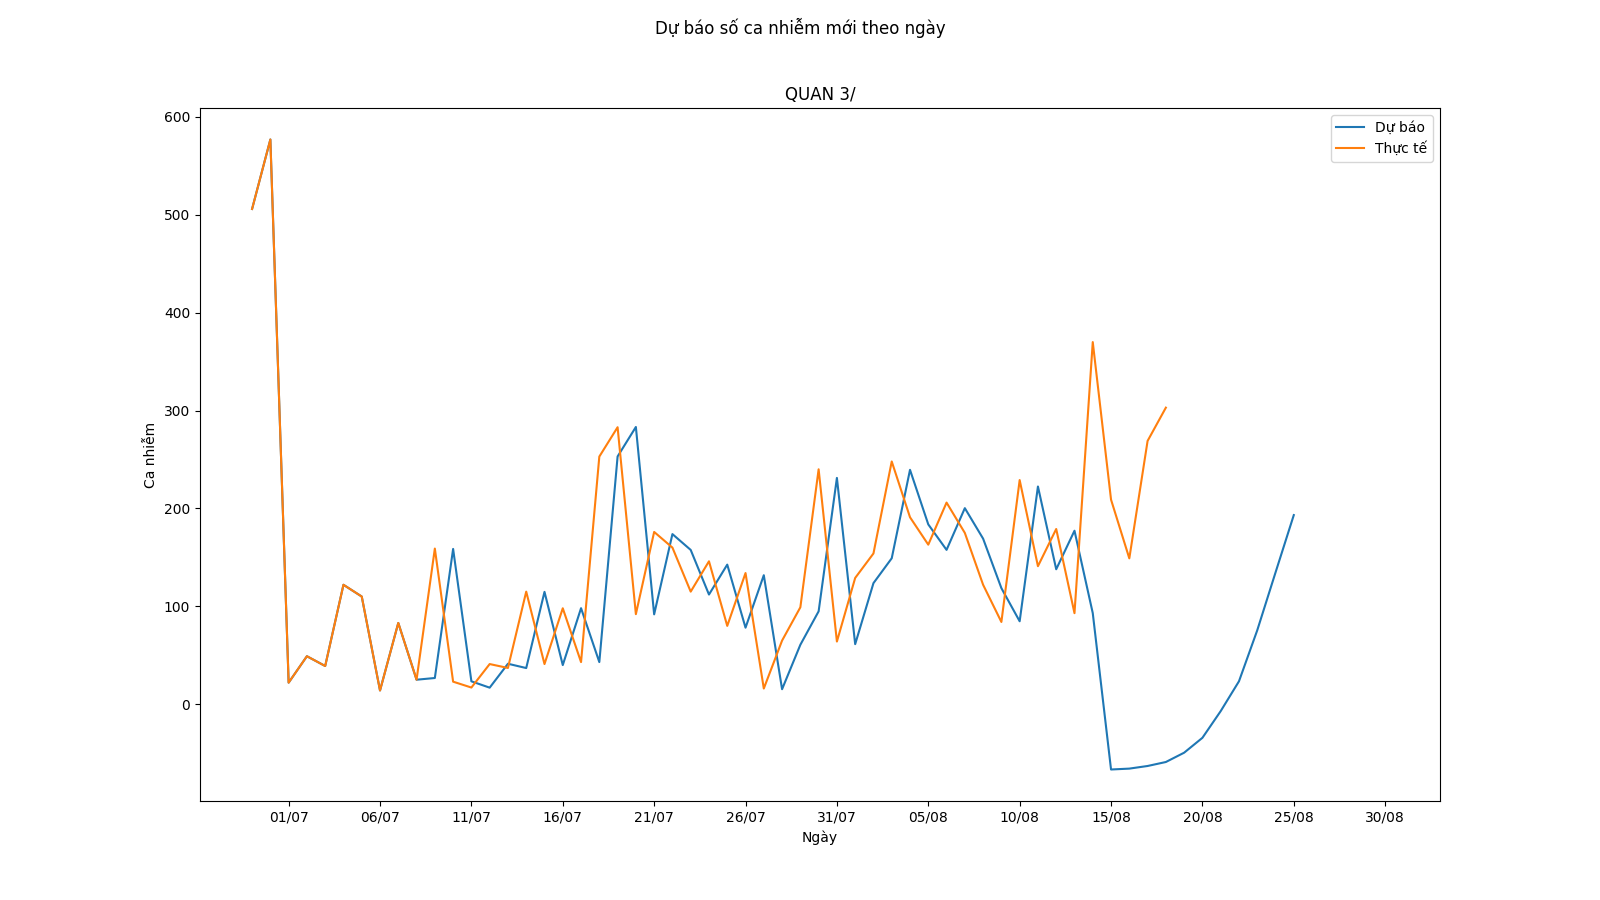 Dự báo số ca nhiễm mới theo ngày
QUAN 3/
Dự báo
Thực tế
600
500
400
300
200
100
0
Ca nhiễm
01/07 06/07 11/07 16/07 21/07 26/07 31/07 05/08 10/08 15/08 20/08 25/08 30/08
Ngày